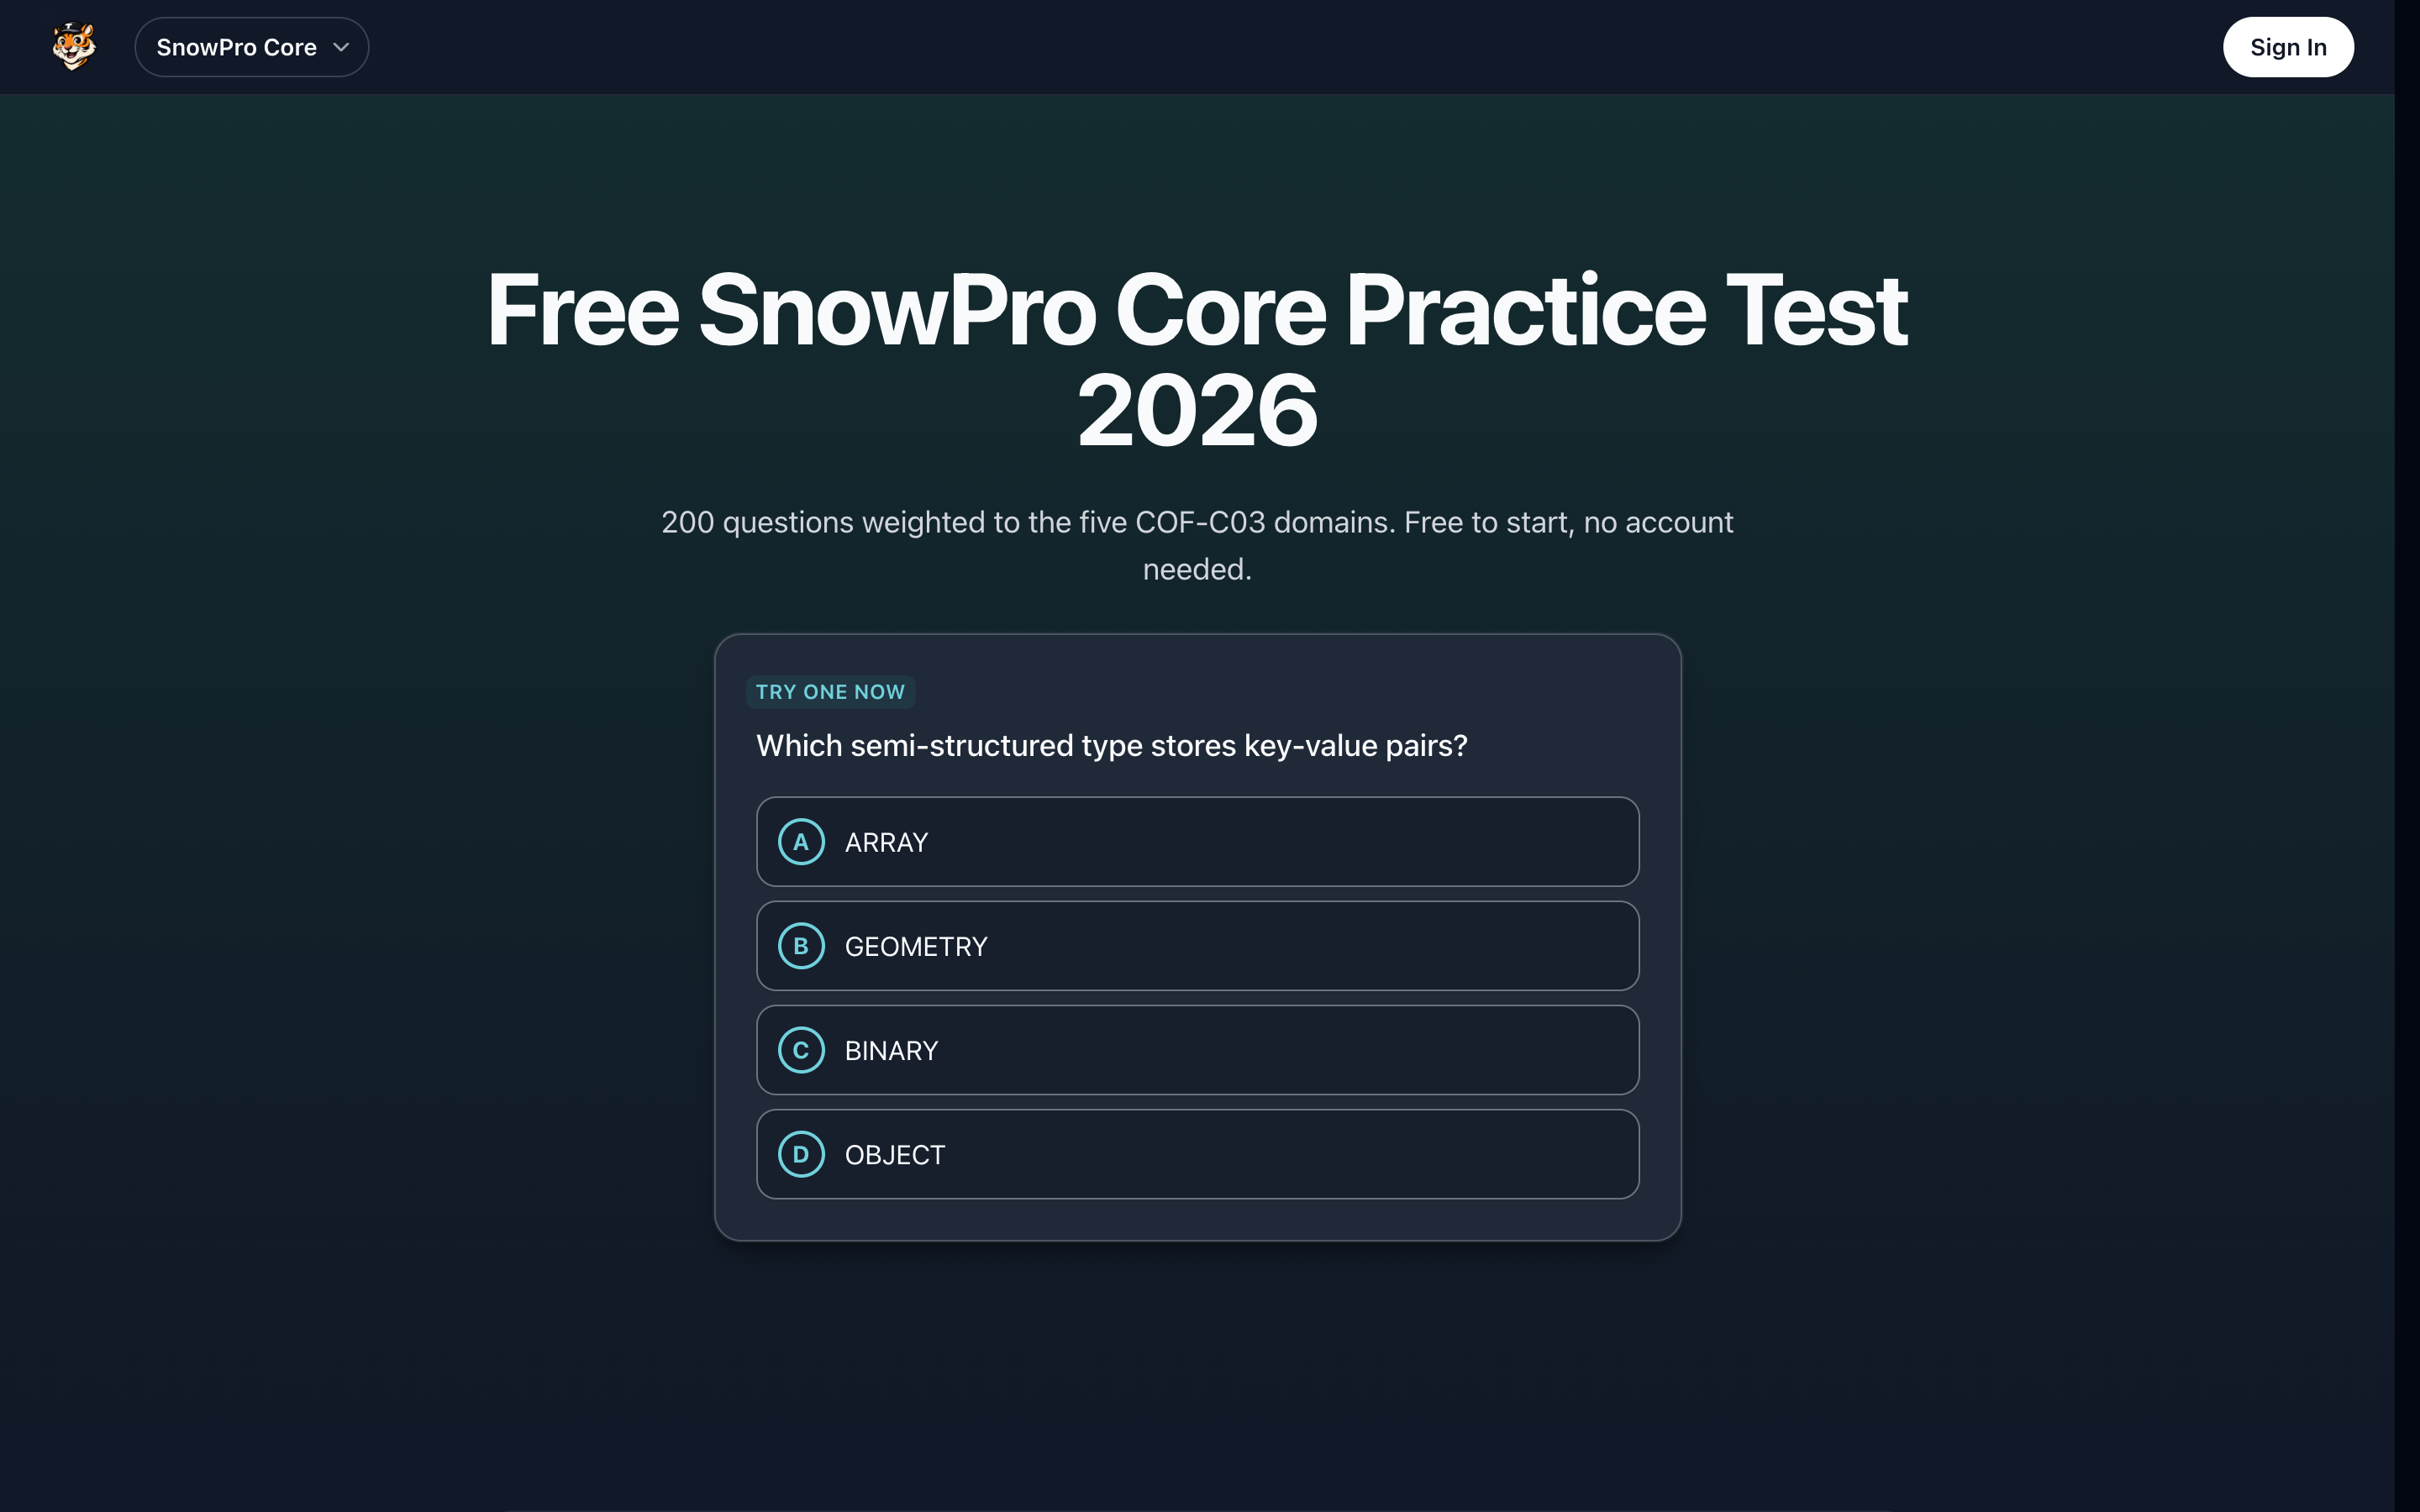 SnowPro Core
Sign In
Free SnowPro Core Practice Test
2026
200 questions weighted to the five COF-C03 domains. Free to start, no account
needed.
TRY ONE NOW
Which semi-structured type stores key-value pairs?
A ARRAY
B GEOMETRY
C BINARY
D OBJECT